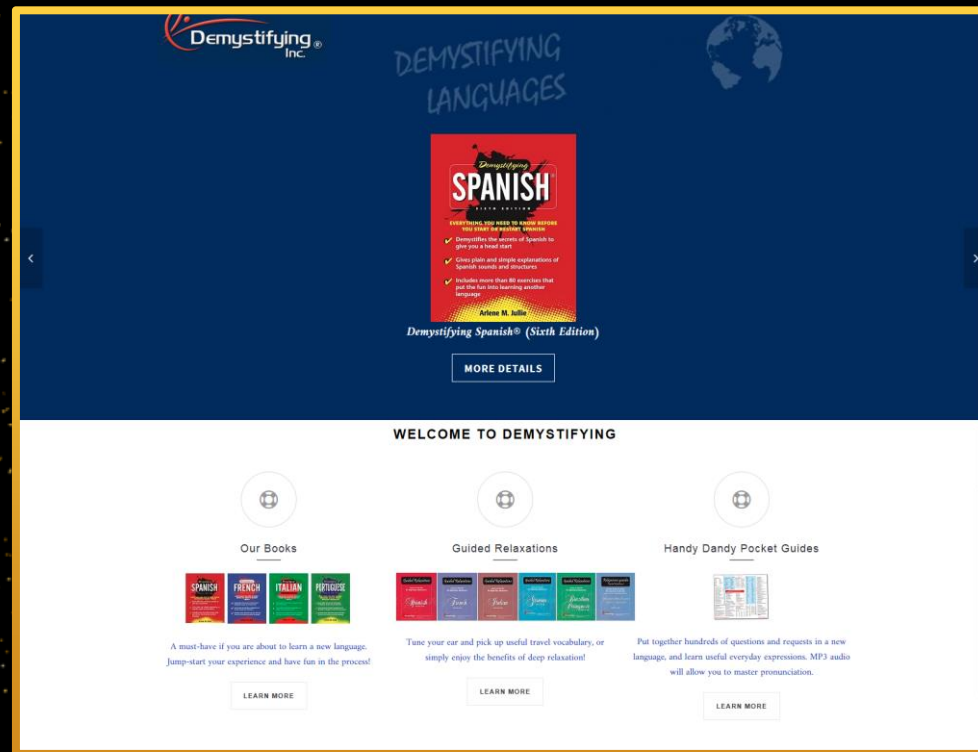 Demystifying ®
Inc.
DEMYSTIFYING
LANGUAGES
Demystifying
SPANISH®
SIXTH EDITION
EVERYTHING YOU NEED TO KNOW BEFORE
YOU START OR RESTART SPANISH
Demystifies the secrets of Spanish to
give you a head start
Gives plain and simple explanations of
Spanish sounds and structures
Includes more than 80 exercises that
put the fun into learning another
language
Arlene M. Jullie
Demystifying Spanish® (Sixth Edition)
MORE DETAILS
WELCOME TO DEMYSTIFYING
Our Books
Guided Relaxations
Handy Dandy Pocket Guides
SPANISH
FRENCH
ITALIAN
PORTUGUESE
A must-have if you are about to learn a new language.
Jump-start your experience and have fun in the process!
LEARN MORE
Tune your ear and pick up useful travel vocabulary, or
simply enjoy the benefits of deep relaxation!
LEARN MORE
Put together hundreds of questions and requests in a new
language, and learn useful everyday expressions. MP3 audio
will allow you to master pronunciation.
LEARN MORE